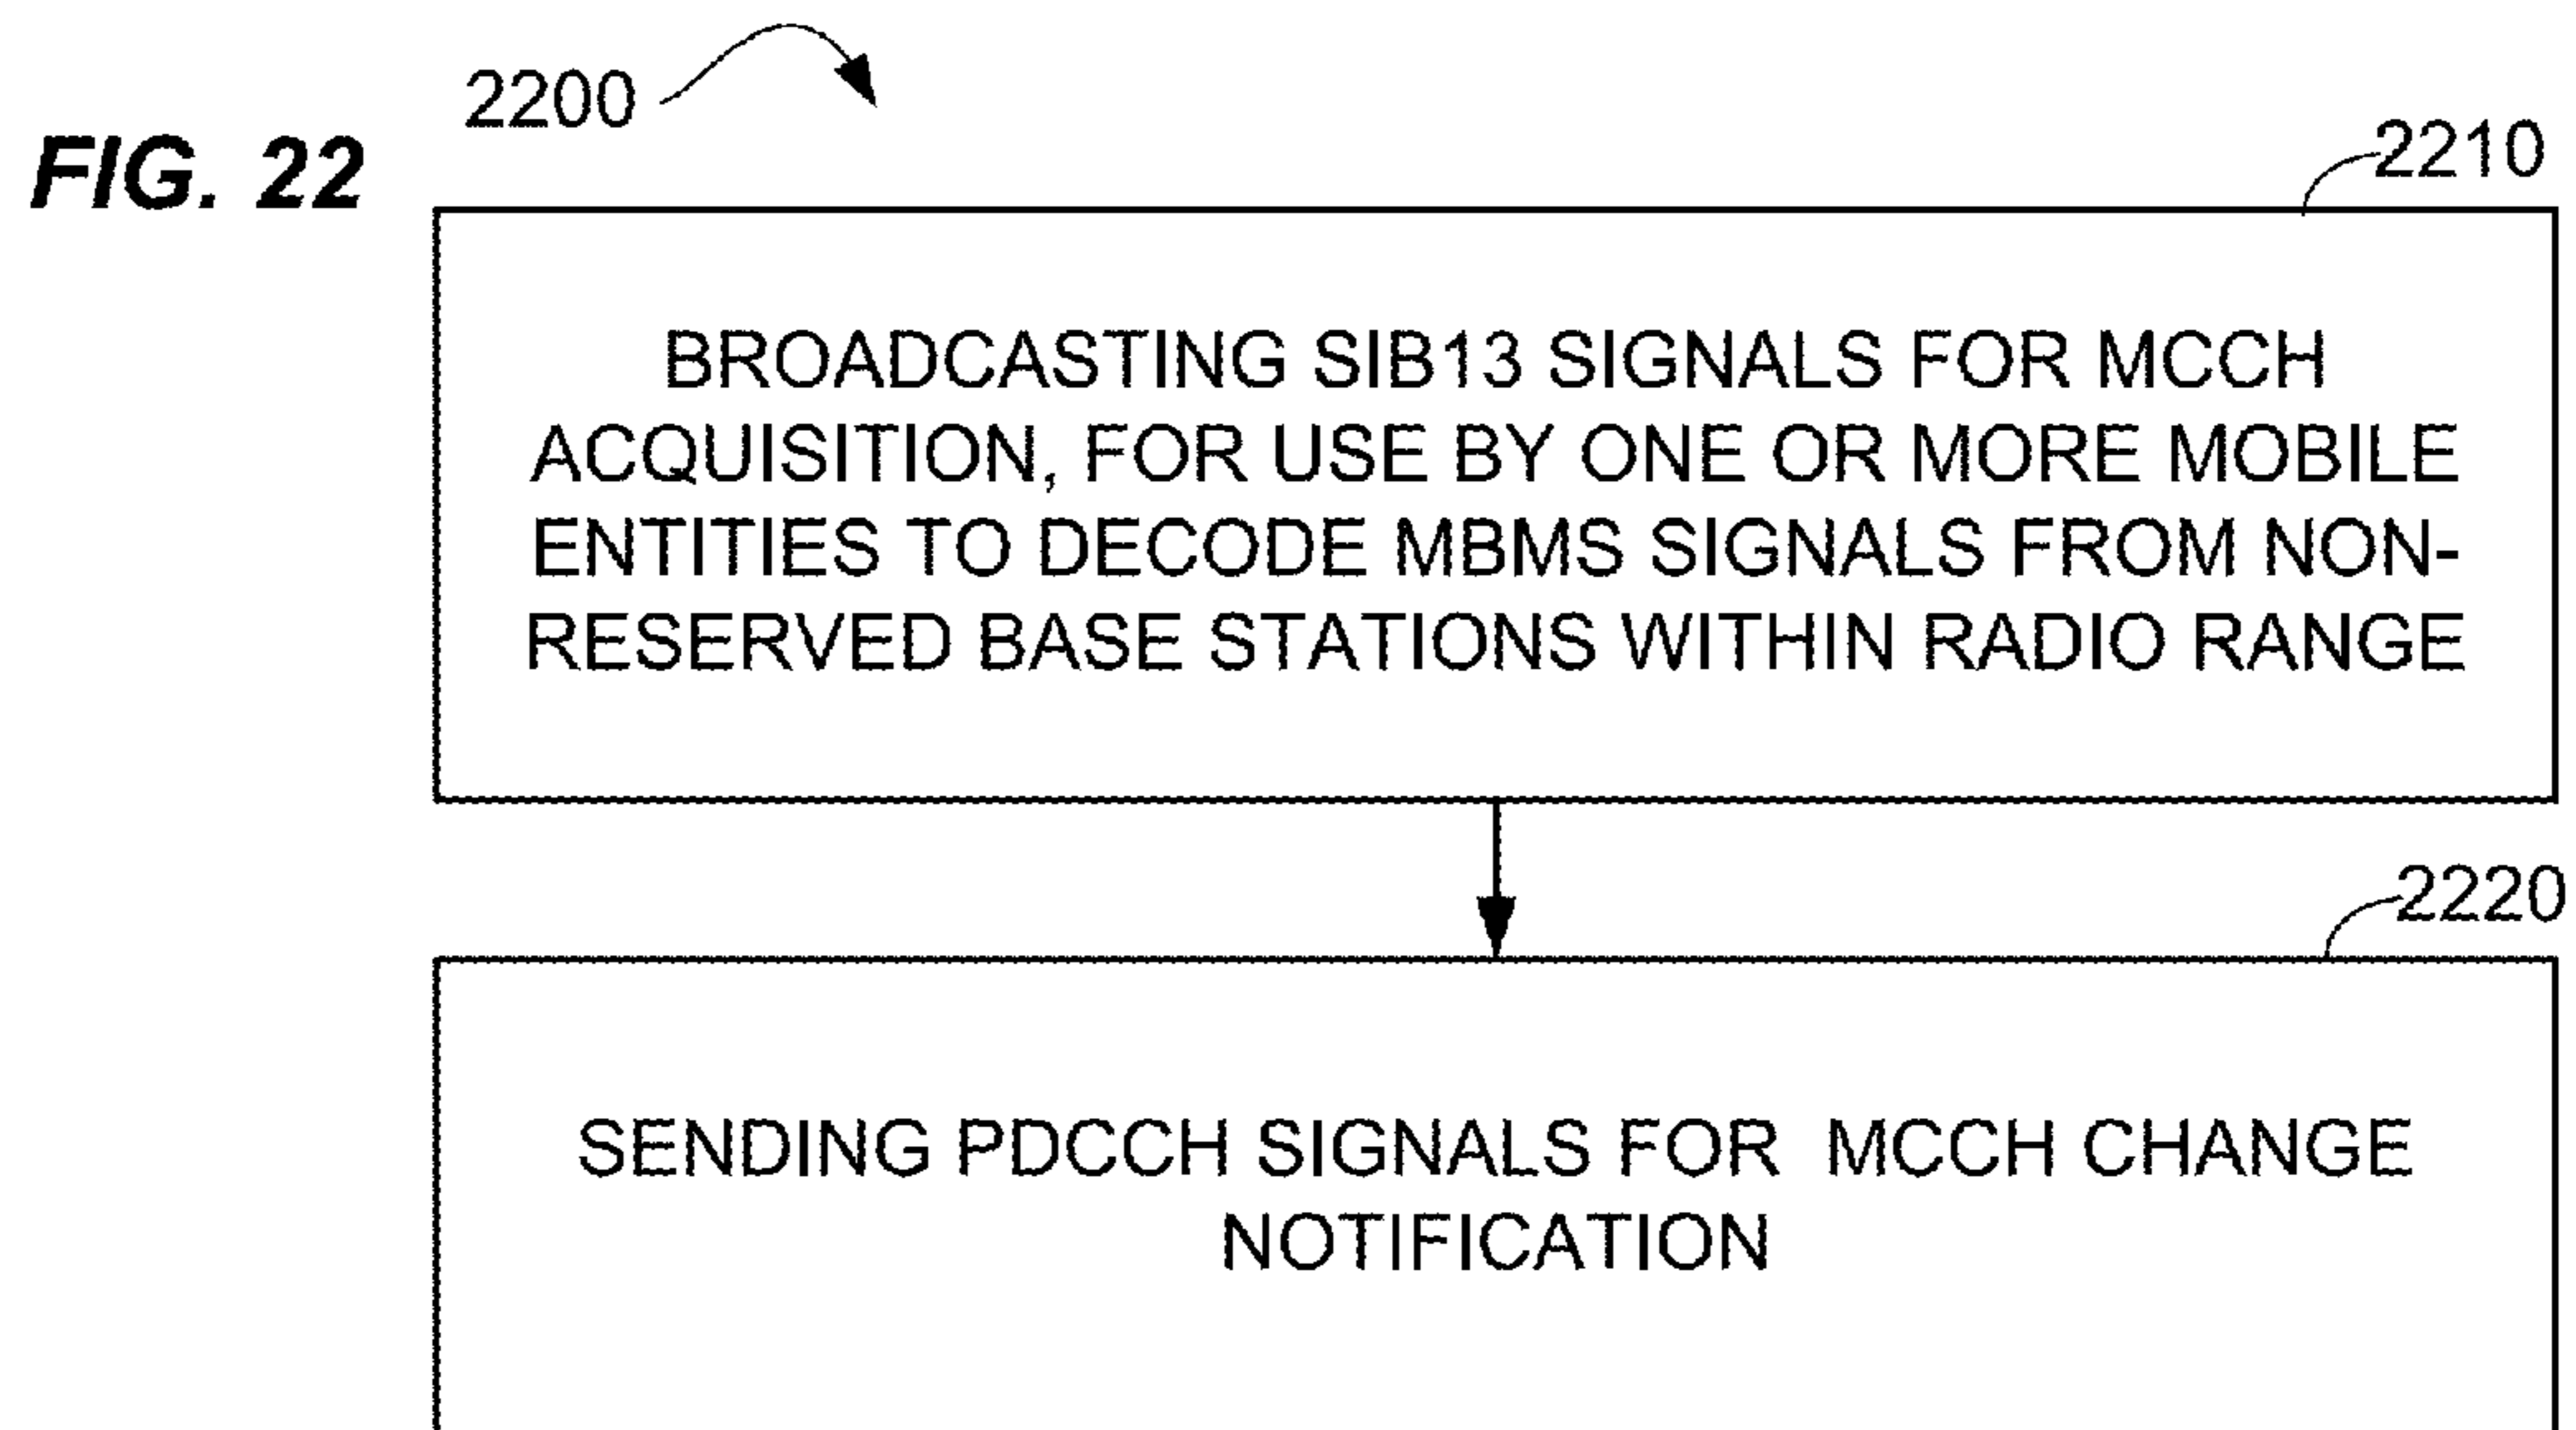 2200
FIG. 22
2210
BROADCASTING SIB13 SIGNALS FOR MCCH
ACQUISITION, FOR USE BY ONE OR MORE MOBILE
ENTITIES TO DECODE MBMS SIGNALS FROM NON-
RESERVED BASE STATIONS WITHIN RADIO RANGE
2220
SENDING PDCCH SIGNALS FOR MCCH CHANGE
NOTIFICATION